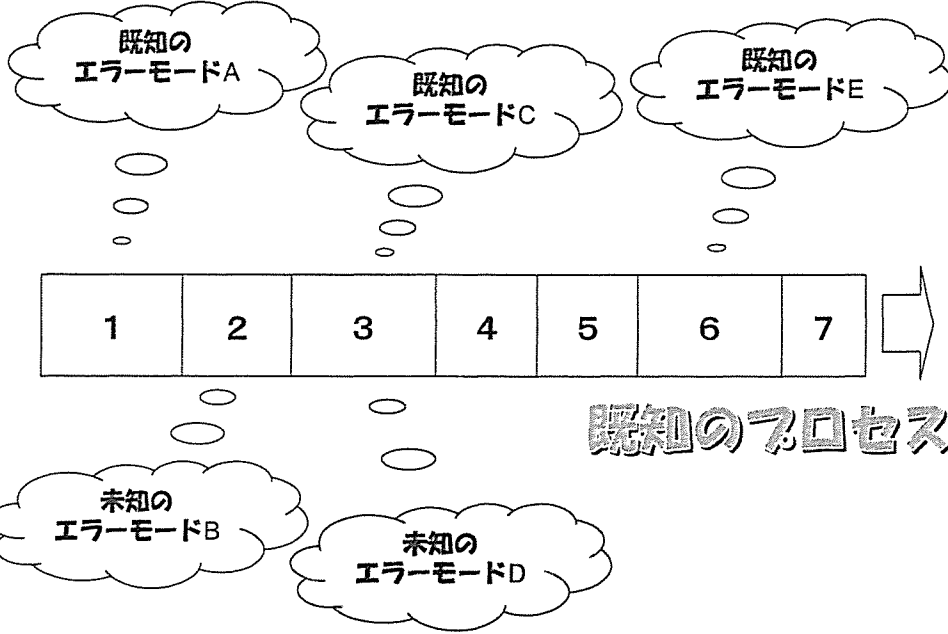 既知の
エラーモードA
既知の
エラーモードC
既知の
エラーモードE
1 2 3 4 5 6 7
既知のプロセス
未知の
エラーモードB
未知の
エラーモードD